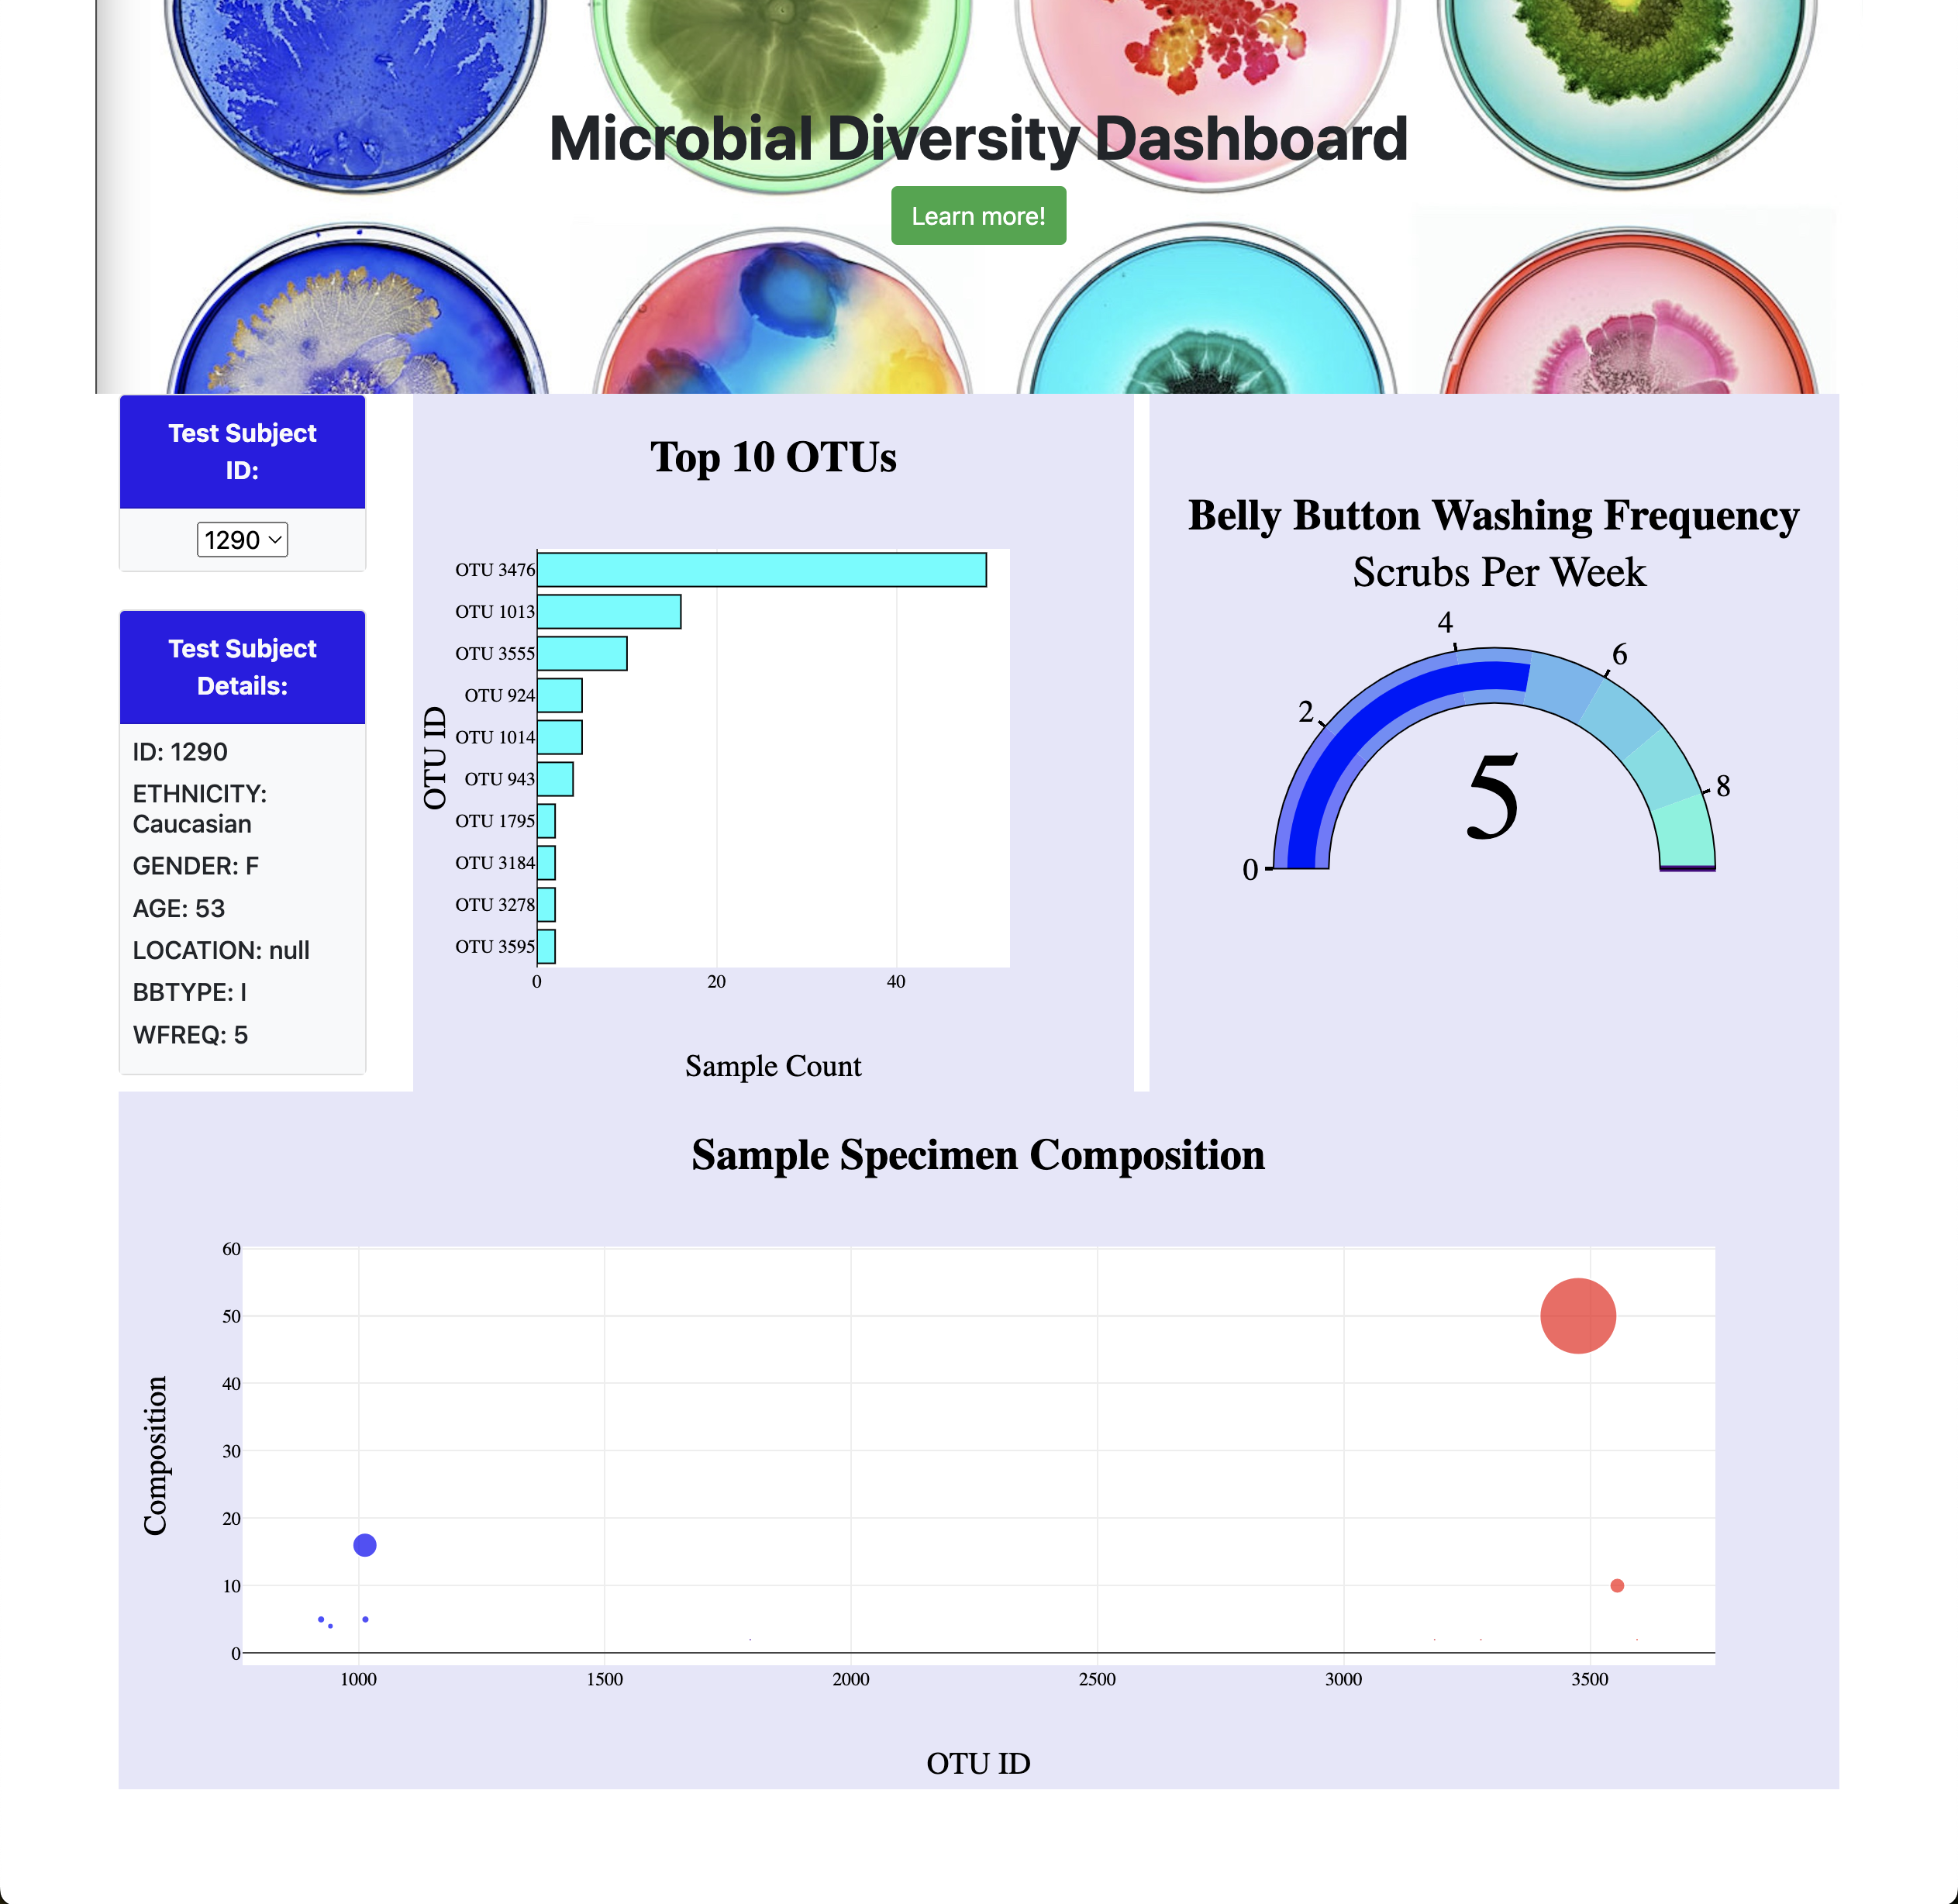 Microbial Diversity Dashboard
Learn more!
Test Subject
ID:
1290
Test Subject
Details:
ID: 1290
ETHNICITY:
Caucasian
GENDER: F
AGE: 53
LOCATION: null
BBTYPE: I
WFREQ: 5
Top 10 OTUs
OTU ID
OTU 3476
OTU 1013
OTU 3555
OTU 924
OTU 1014
OTU 943
OTU 1795
OTU 3184
OTU 3278
OTU 3595
0 20 40
Sample Count
Belly Button Washing Frequency
Scrubs Per Week
0
2
4
6
8
5
Sample Specimen Composition
Composition
60
50
40
30
20
10
0
1000 1500 2000 2500 3000 3500
OTU ID